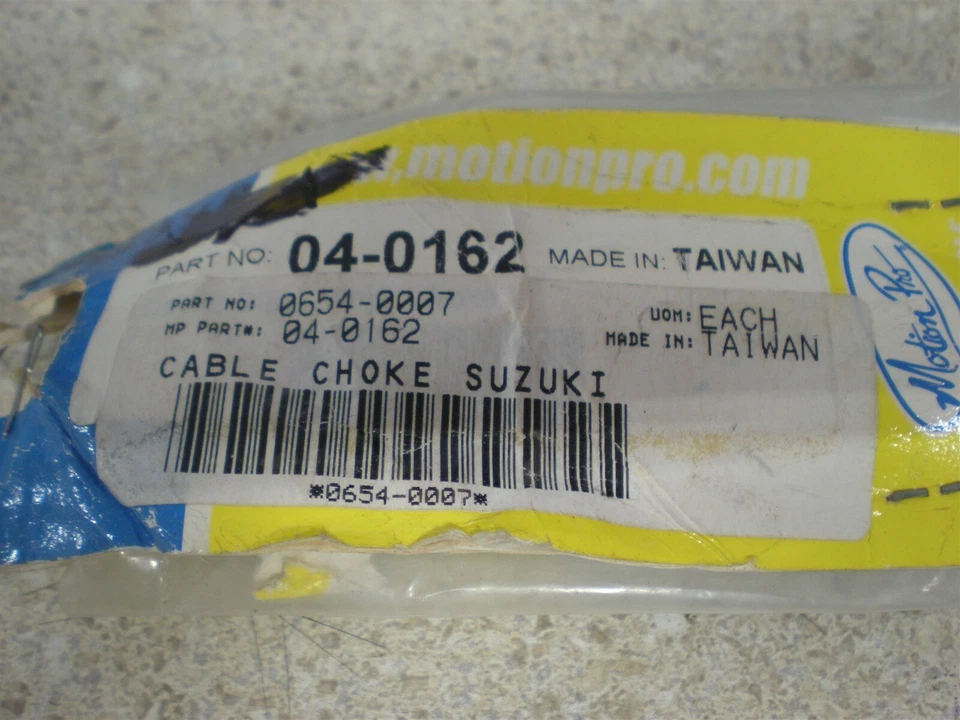 www.motionpro.com
PART NO: 04-0162 MADE IN: TAIWAN
PART NO: 0654-0007 UOM: EACH
MP PART#: 04-0162 MADE IN: TAIWAN
CABLE CHOKE SUZUKI
*0654-0007*
Motion Pro